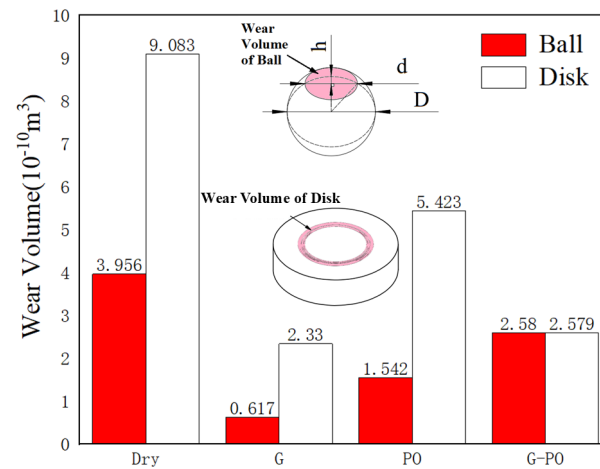 Wear Volume(10⁻¹⁰m³)
10
9
8
7
6
5
4
3
2
1
0
Dry
G
PO
G-PO
3.956
9.083
0.617
2.33
1.542
5.423
2.58
2.579
Ball
Disk
Wear
Volume
of Ball
h
d
D
Wear Volume of Disk